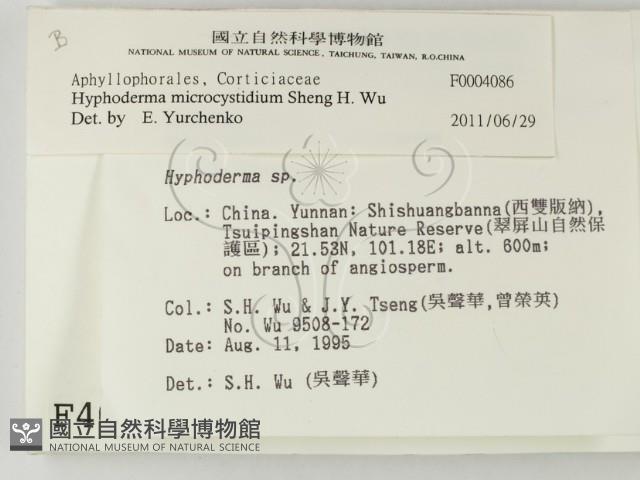 B
國立自然科學博物館
NATIONAL MUSEUM OF NATURAL SCIENCE, TAICHUNG, TAIWAN, R.O.CHINA
Aphyllophorales, Corticiaceae F0004086
Hyphoderma microcystidium Sheng H. Wu
Det. by E. Yurchenko 2011/06/29
Hyphoderma sp.
Loc.: China. Yunnan: Shishuangbanna(西雙版納),
Tsuipingshan Nature Reserve(翠屏山自然保
護區); 21.53N, 101.18E; alt. 600m;
on branch of angiosperm.
Col.: S.H. Wu & J.Y. Tseng(吳聲華,曾榮英)
No. Wu 9508-172
Date: Aug. 11, 1995
Det.: S.H. Wu (吳聲華)
F4
國立自然科學博物館
NATIONAL MUSEUM OF NATURAL SCIENCE